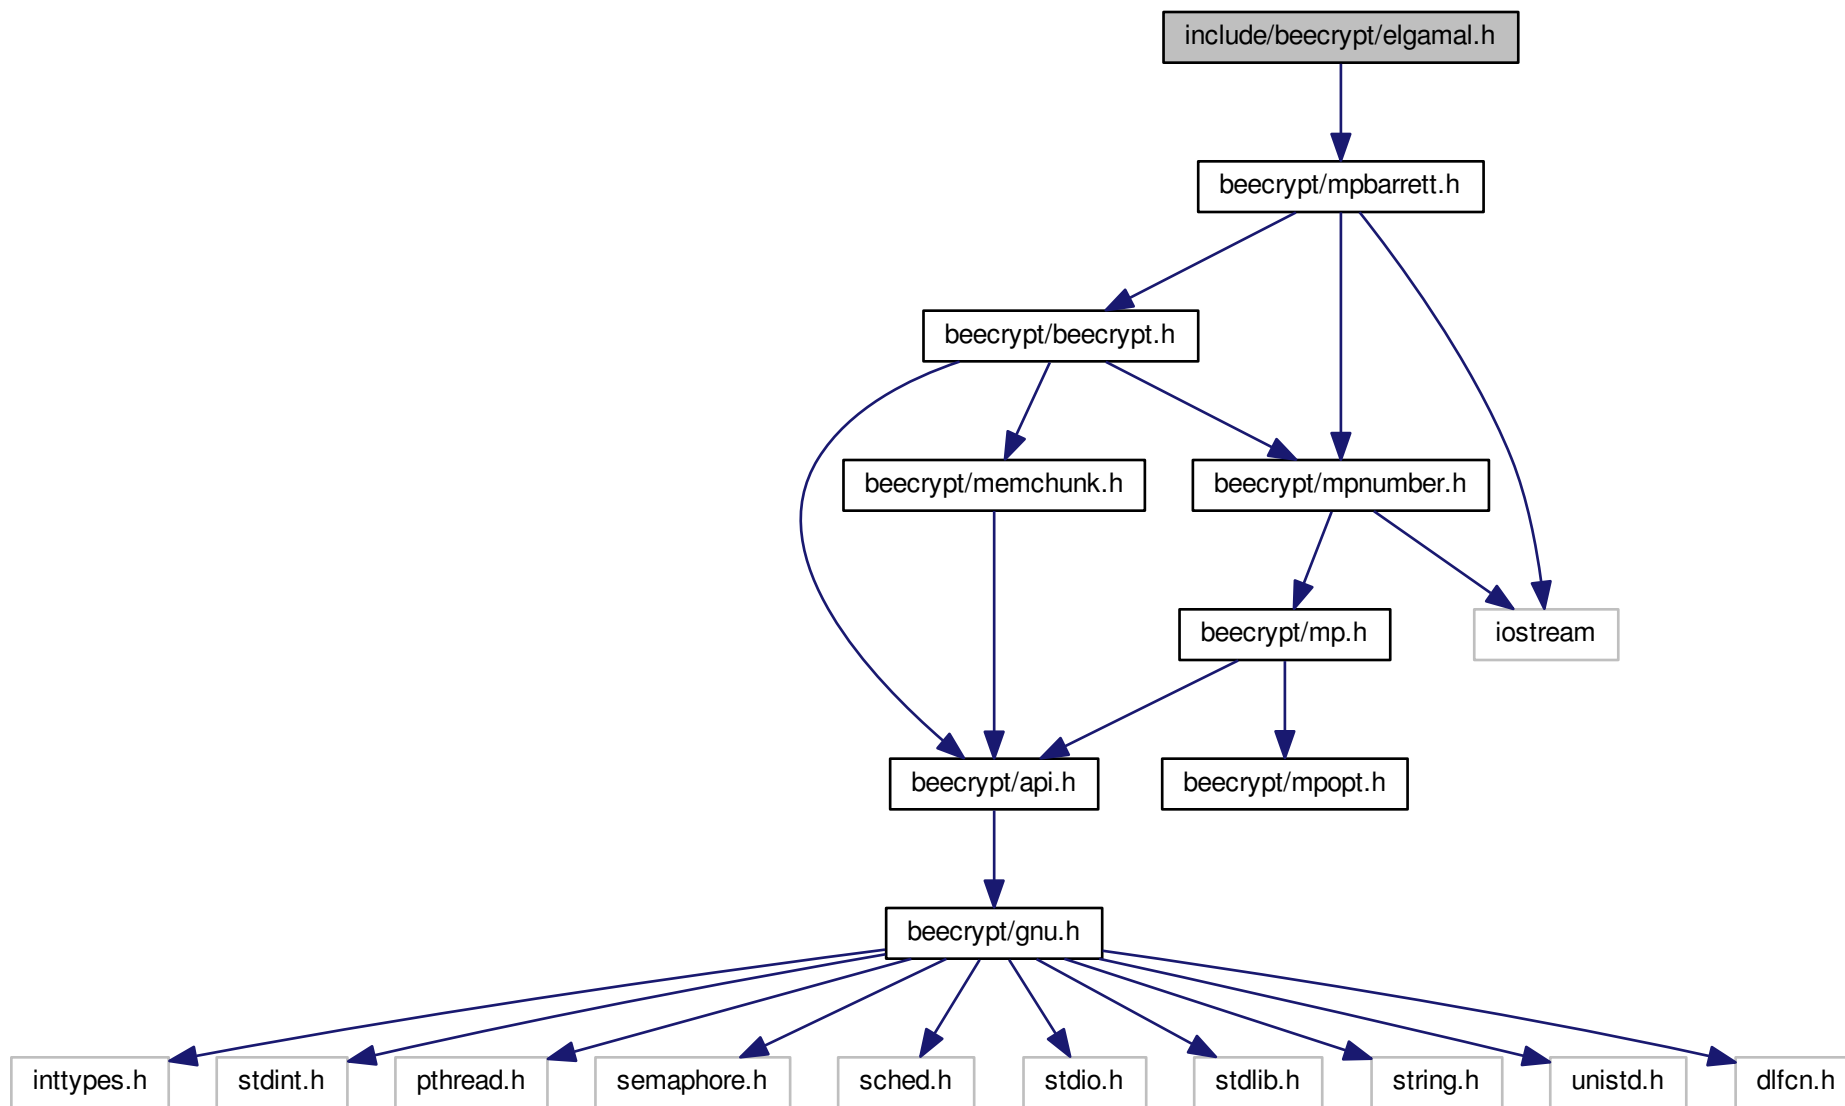 include/beecrypt/elgamal.h
beecrypt/mpbarrett.h
beecrypt/beecrypt.h
beecrypt/memchunk.h
beecrypt/mpnumber.h
beecrypt/mp.h
iostream
beecrypt/api.h
beecrypt/mpopt.h
beecrypt/gnu.h
inttypes.h
stdint.h
pthread.h
semaphore.h
sched.h
stdio.h
stdlib.h
string.h
unistd.h
dlfcn.h